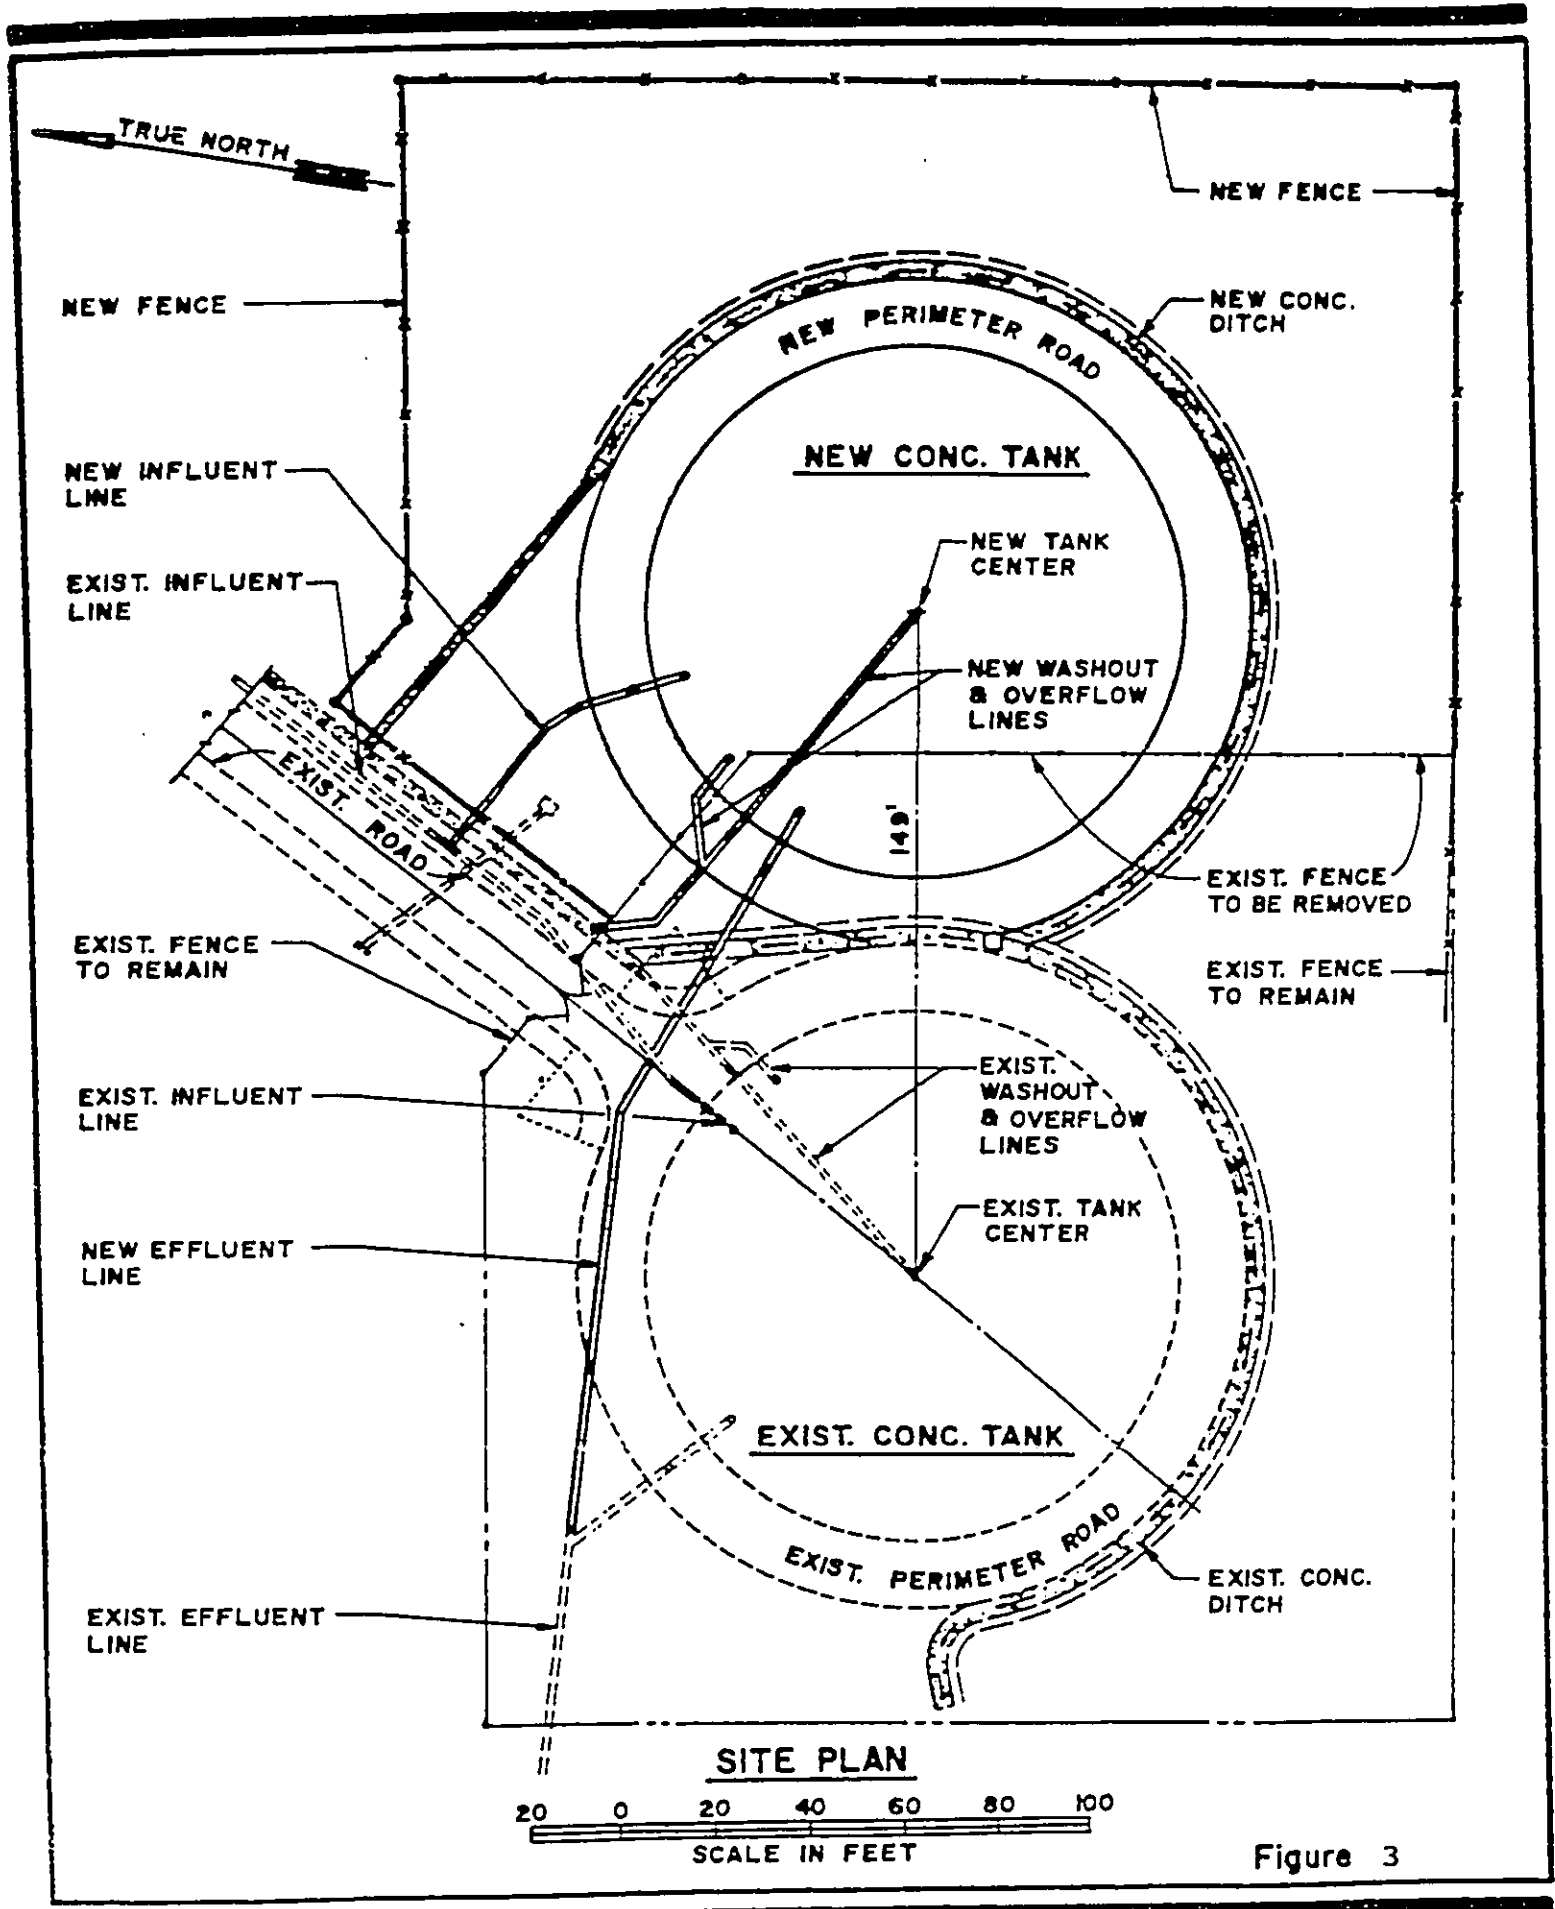 TRUE NORTH
NEW FENCE
NEW FENCE
NEW CONC.
DITCH
NEW PERIMETER ROAD
NEW CONC. TANK
NEW INFLUENT
LINE
NEW TANK
CENTER
EXIST. INFLUENT
LINE
NEW WASHOUT
& OVERFLOW
LINES
EXIST. ROAD
149'
EXIST. FENCE
TO BE REMOVED
EXIST. FENCE
TO REMAIN
EXIST. FENCE
TO REMAIN
EXIST.
WASHOUT
& OVERFLOW
LINES
EXIST. INFLUENT
LINE
EXIST. TANK
CENTER
NEW EFFLUENT
LINE
EXIST. CONC. TANK
EXIST. PERIMETER ROAD
EXIST. CONC.
DITCH
EXIST. EFFLUENT
LINE
SITE PLAN
20 0 20 40 60 80 100
SCALE IN FEET
Figure 3